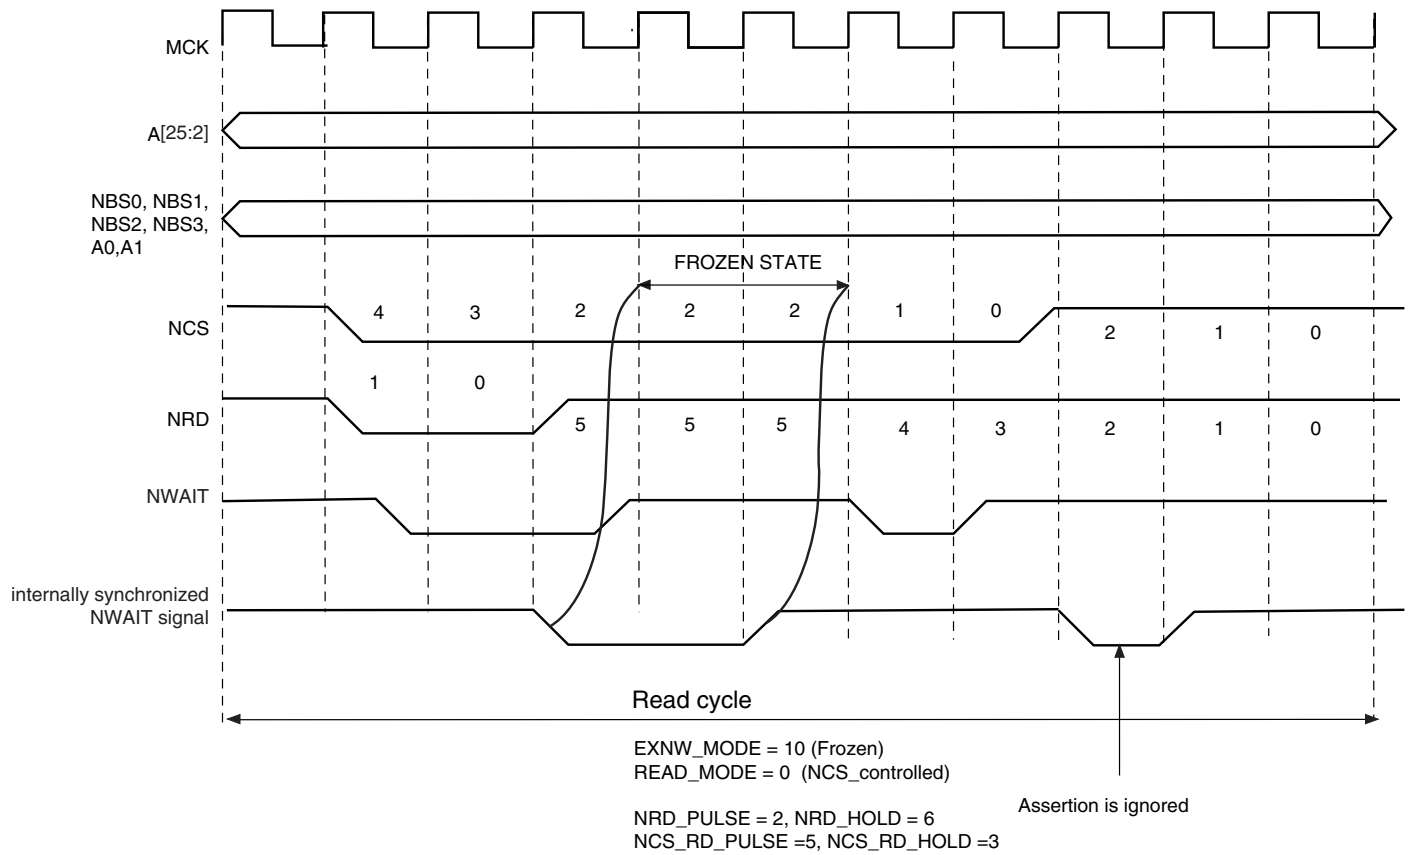 MCK
A[25:2]
NBS0, NBS1,
NBS2, NBS3,
A0,A1
FROZEN STATE
NCS
4 3 2 2 2 1 0
2 1 0
1 0
NRD
5 5 5 4 3 2 1 0
NWAIT
internally synchronized
NWAIT signal
Read cycle
EXNW_MODE = 10 (Frozen)
READ_MODE = 0 (NCS_controlled)
Assertion is ignored
NRD_PULSE = 2, NRD_HOLD = 6
NCS_RD_PULSE =5, NCS_RD_HOLD =3